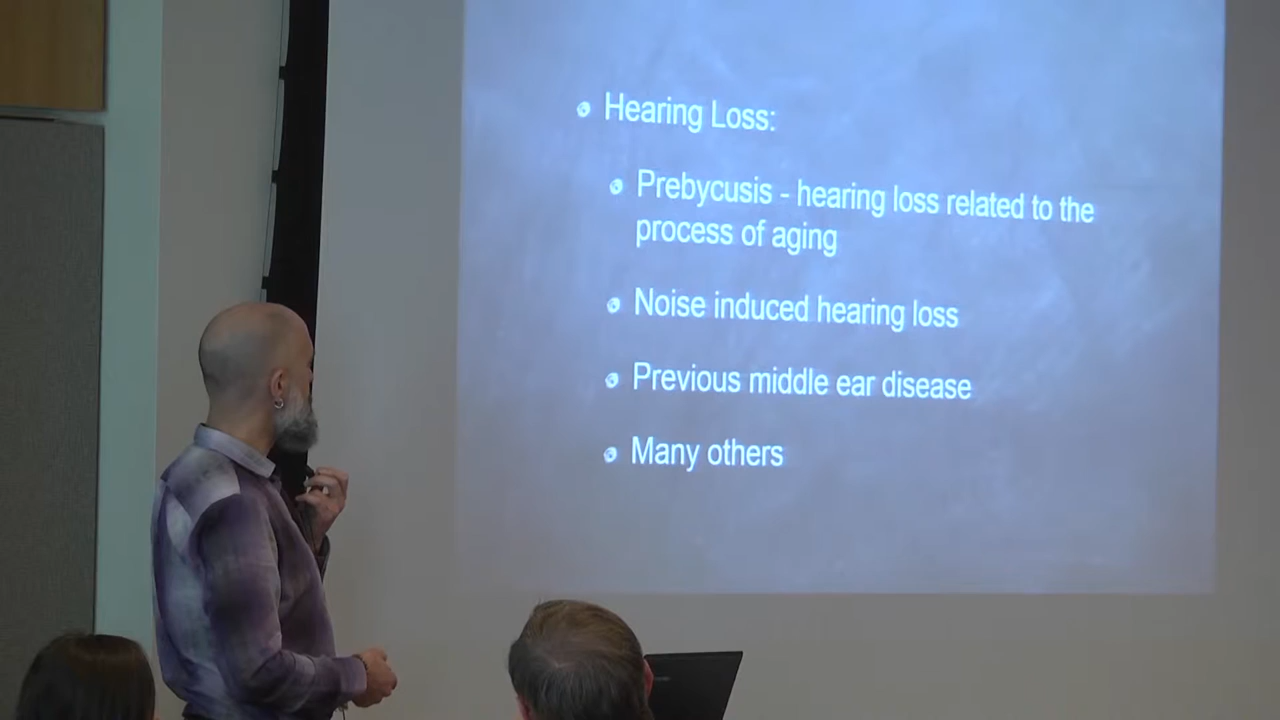 Hearing Loss:
Prebycusis - hearing loss related to the
process of aging
Noise induced hearing loss
Previous middle ear disease
Many others